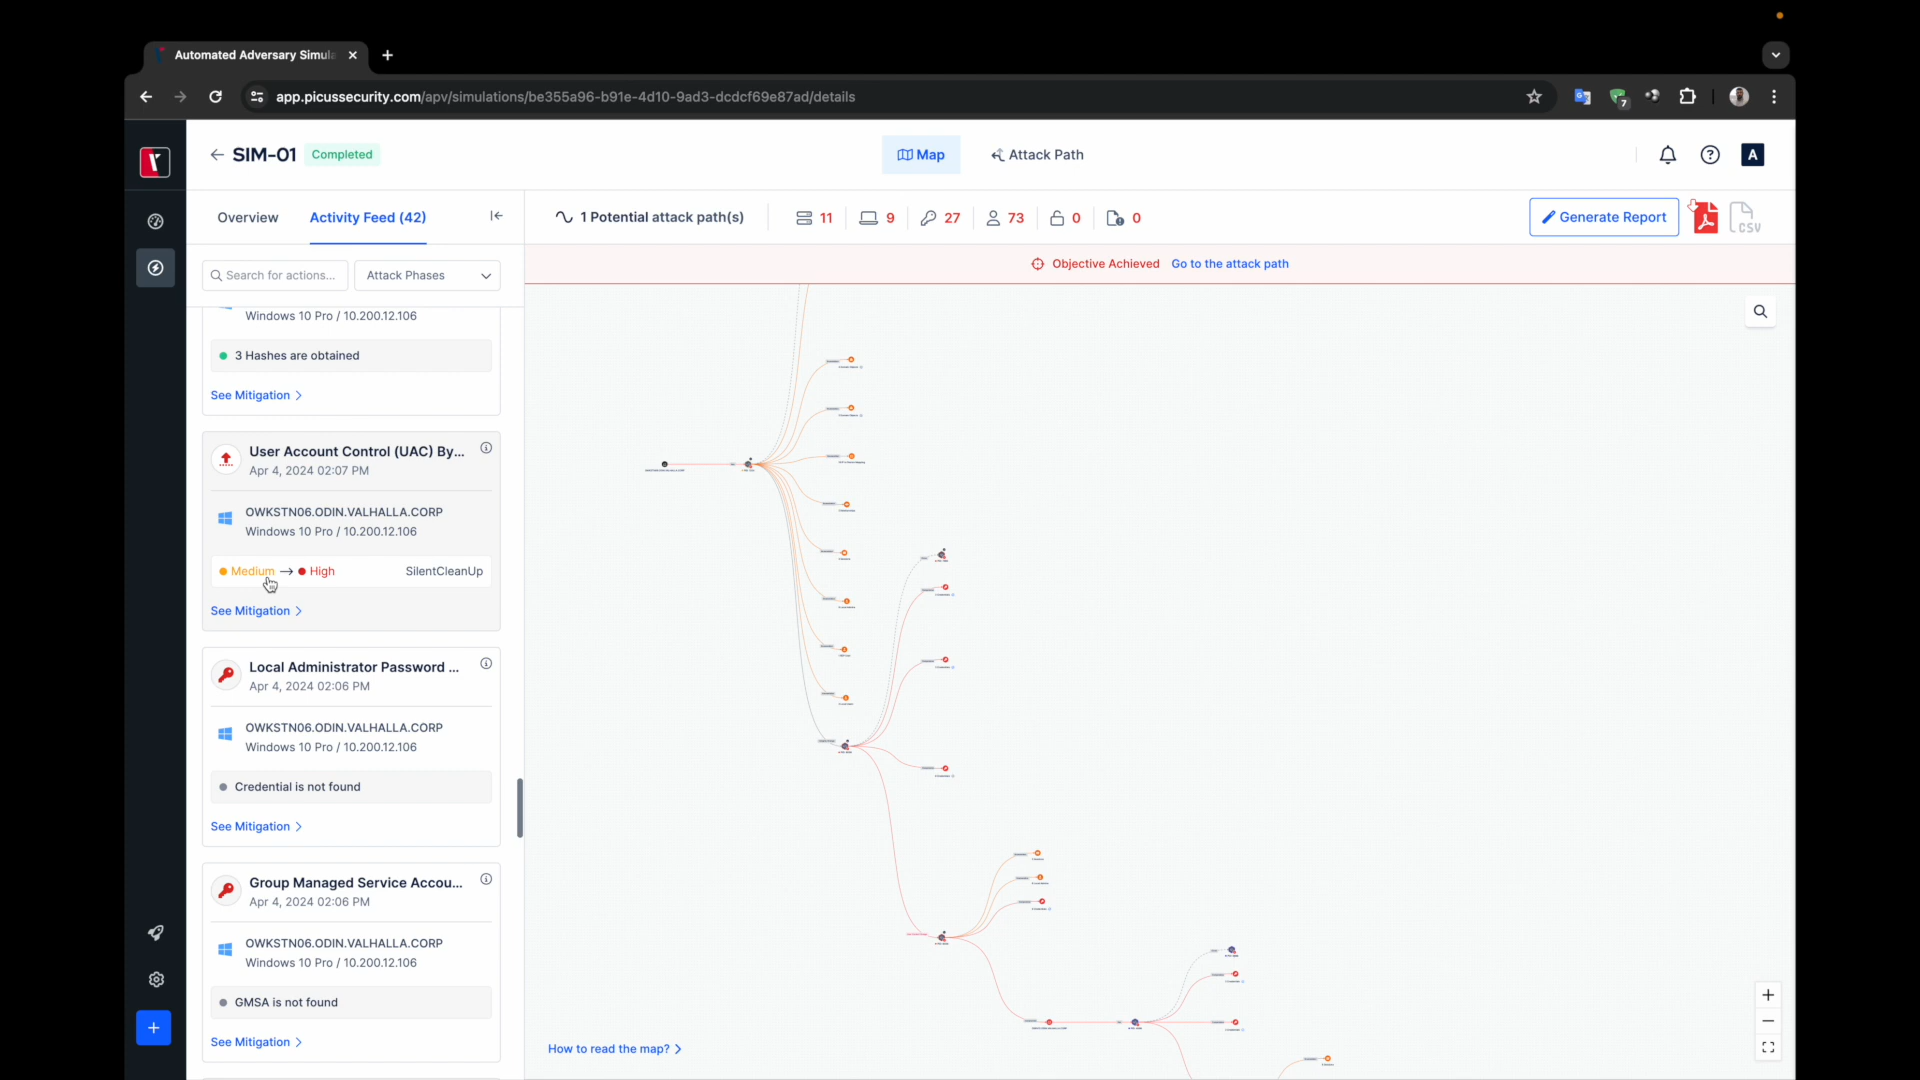 Automated Adversary Simula
app.picussecurity.com/apv/simulations/be355a96-b91e-4d10-9ad3-dcdcf69e87ad/details
7
SIM-01
Completed
Map
Attack Path
A
Overview
Activity Feed (42)
1 Potential attack path(s)
11
9
27
73
0
0
Generate Report
CSV
Search for actions...
Attack Phases
Objective Achieved
Go to the attack path
Windows 10 Pro / 10.200.12.106
3 Hashes are obtained
See Mitigation
User Account Control (UAC) By...
Apr 4, 2024 02:07 PM
OWKSTN06.ODIN.VALHALLA.CORP
Windows 10 Pro / 10.200.12.106
Medium
High
SilentCleanUp
See Mitigation
Local Administrator Password ...
Apr 4, 2024 02:06 PM
OWKSTN06.ODIN.VALHALLA.CORP
Windows 10 Pro / 10.200.12.106
Credential is not found
See Mitigation
Group Managed Service Accou...
Apr 4, 2024 02:06 PM
OWKSTN06.ODIN.VALHALLA.CORP
Windows 10 Pro / 10.200.12.106
GMSA is not found
See Mitigation
How to read the map?